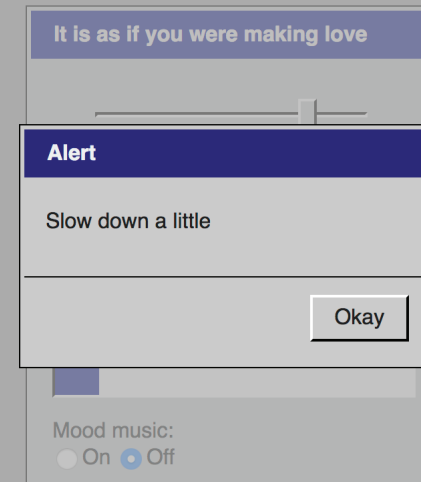 It is as if you were making love
Alert
Slow down a little
Okay
Mood music:
On Off